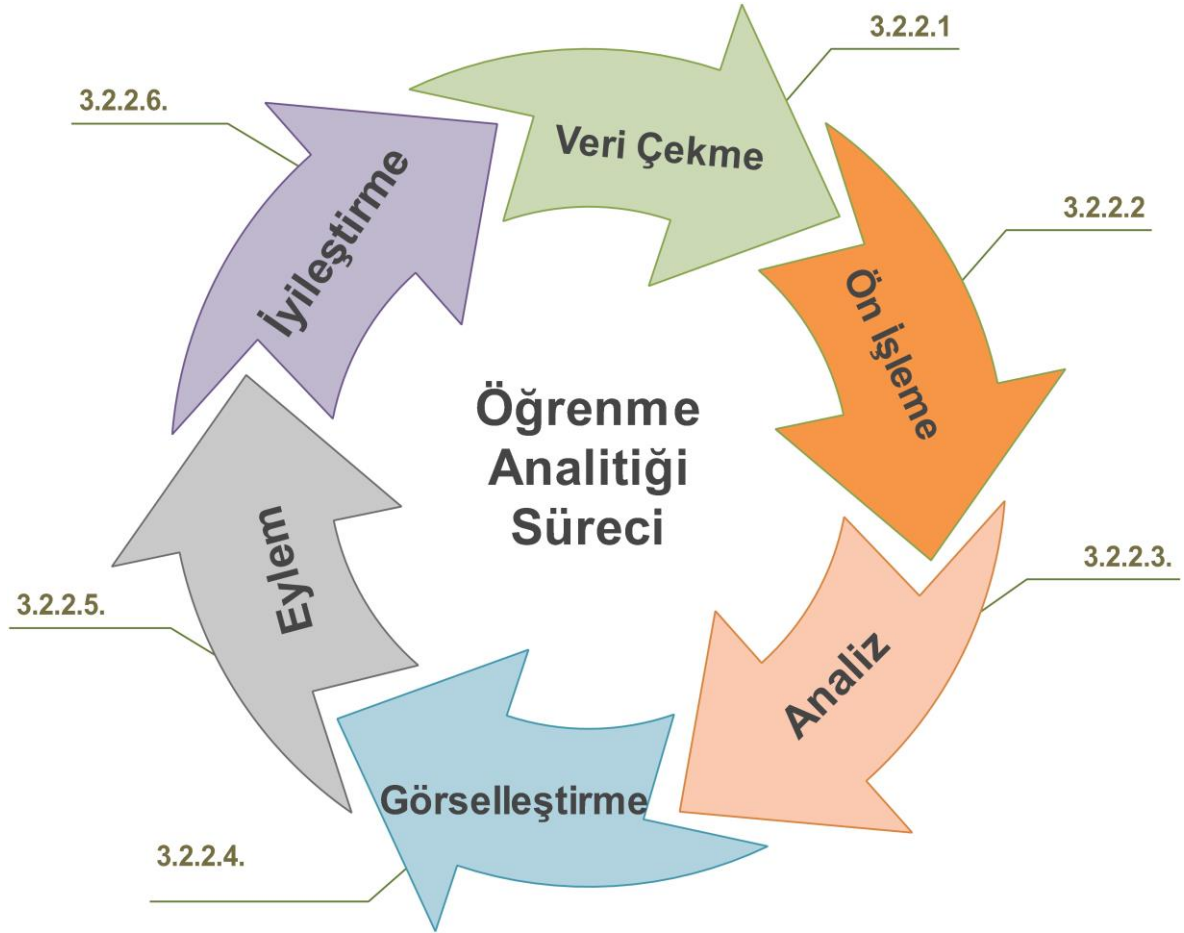 3.2.2.1
Veri Çekme
3.2.2.2
Ön İşleme
3.2.2.3.
Analiz
3.2.2.4.
Görselleştirme
3.2.2.5.
Eylem
3.2.2.6.
İyileştirme
Öğrenme
Analitiği
Süreci